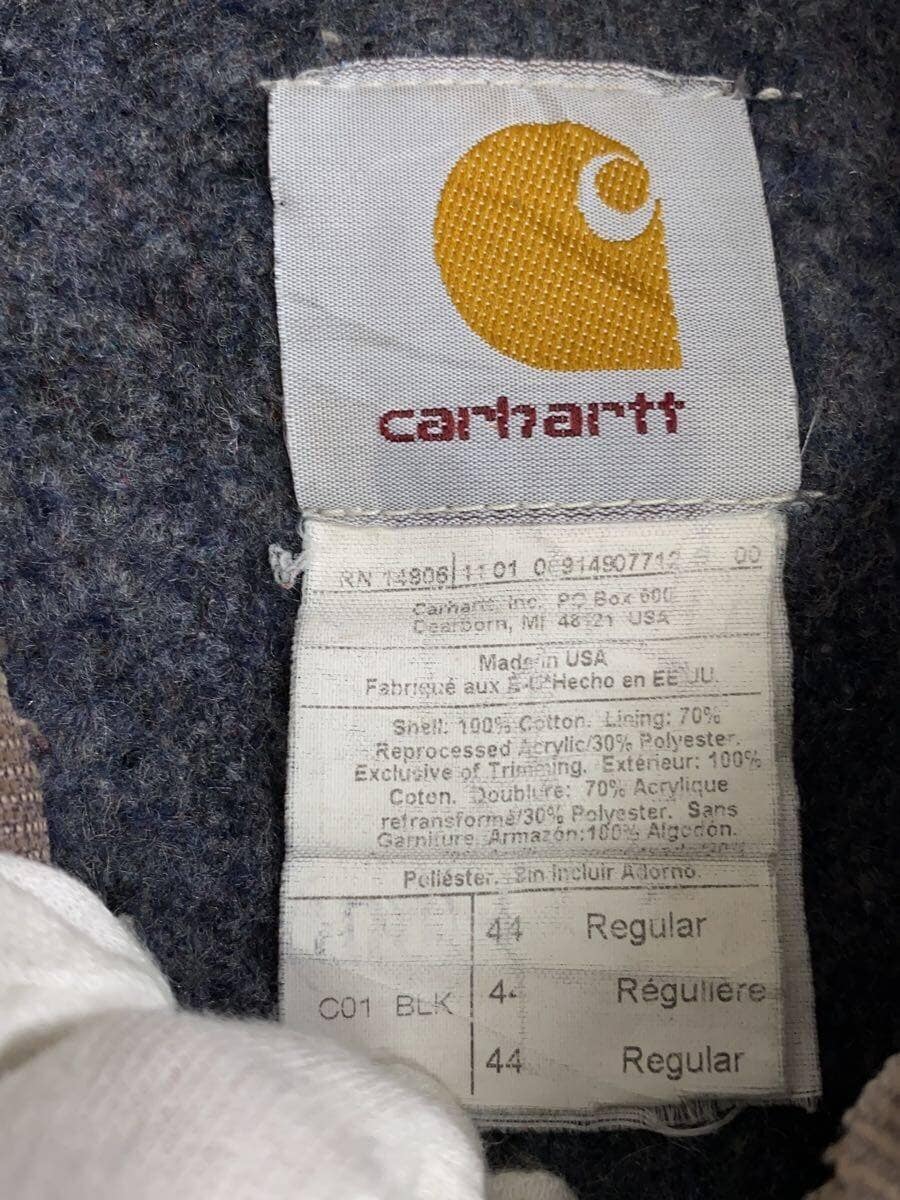 carhartt
RN 14806 11 01 00
Carhartt, Inc. PO Box 600
Dearborn, MI 48121 USA
Made in USA
Fabriqué aux É-U*Hecho en EE UU.
Shell: 100% Cotton. Lining: 70%
Reprocessed Acrylic/30% Polyester.
Exclusive of Trimming. Extérieur: 100%
Coton. Doublure: 70% Acrylique
retransformé/30% Polyester. Sans
Garniture. Armazón:100% Algodón.
Poliéster. Sin Incluir Adorno.
44 Regular
C01 BLK Régulière
44 Regular